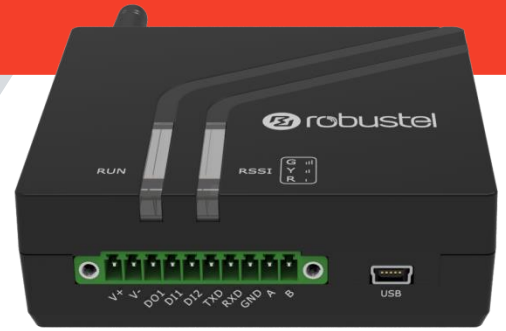 robustel
RUN
RSSI
G
Y
R
V+ V- DO1 DI1 DI2 TXD RXD GND A B
USB